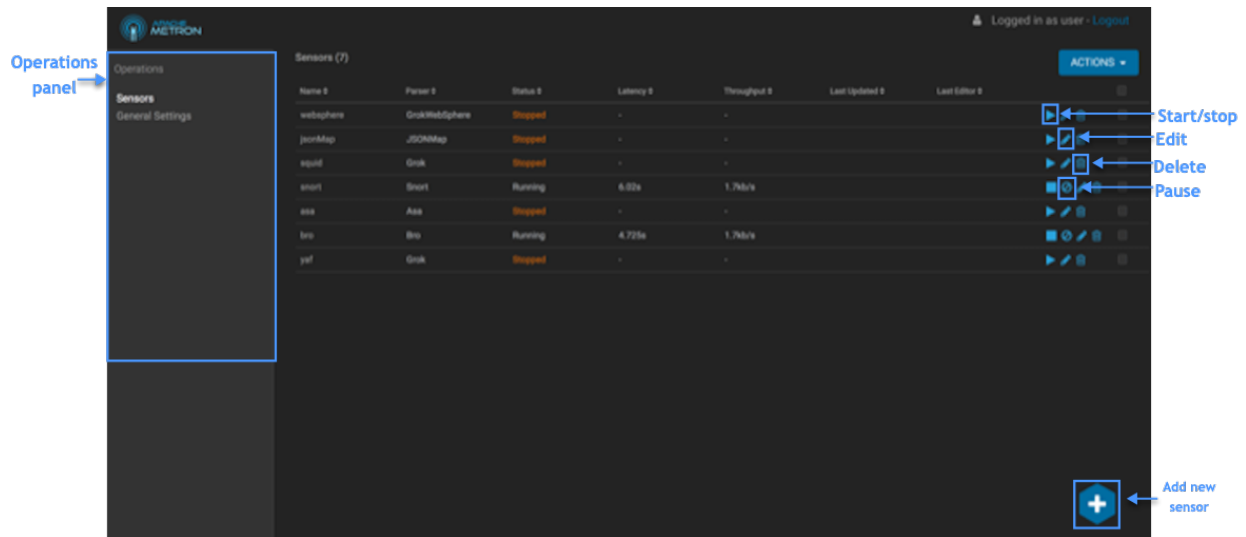 APACHE
METRON
Logged in as user - Logout
Operations
panel
Operations
Sensors
General Settings
Sensors (7)
ACTIONS
Name Parser Status Latency Throughput Last Updated Last Editor
websphere GrokWebSphere Stopped - -
jsonMap JSONMap Stopped - -
squid Grok Stopped - -
snort Snort Running 6.02s 1.7kb/s
asa Asa Stopped - -
bro Bro Running 4.725s 1.7kb/s
yaf Grok Stopped - -
Start/stop
Edit
Delete
Pause
Add new
sensor